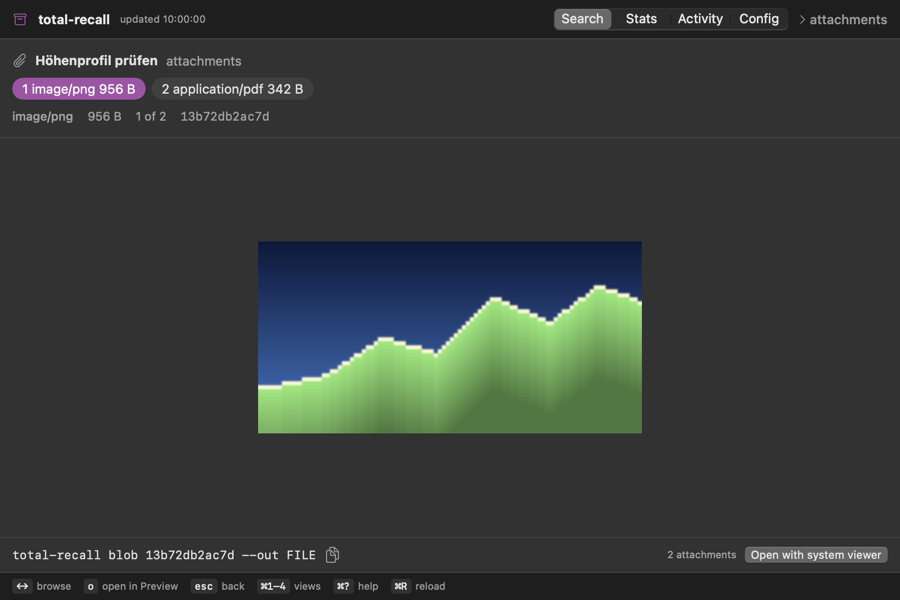 total-recall updated 10:00:00 Search Stats Activity Config > attachments
Höhenprofil prüfen attachments
1 image/png 956 B 2 application/pdf 342 B
image/png 956 B 1 of 2 13b72db2ac7d
total-recall blob 13b72db2ac7d --out FILE 2 attachments Open with system viewer
↔ browse o open in Preview esc back ⌘1–4 views ⌘? help ⌘R reload